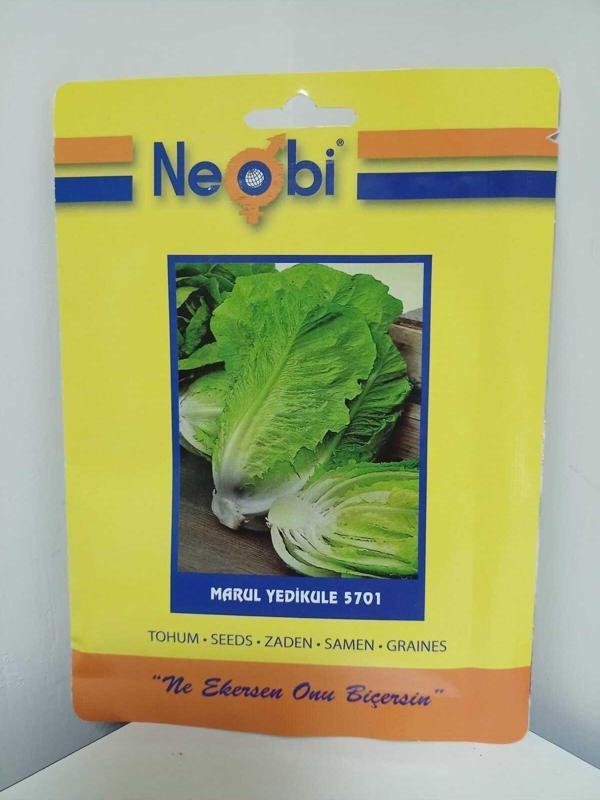 Neobi®
MARUL YEDİKULE 5701
TOHUM • SEEDS • ZADEN • SAMEN • GRAINES
"Ne Ekersen Onu Biçersin"